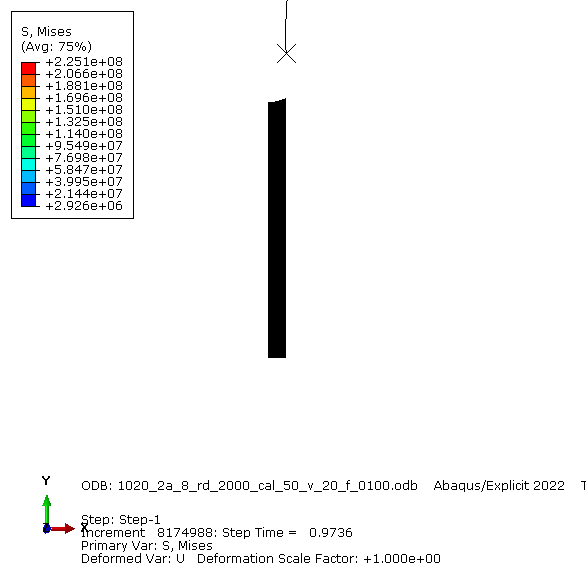 S, Mises
(Avg: 75%)
+2.251e+08
+2.066e+08
+1.881e+08
+1.696e+08
+1.510e+08
+1.325e+08
+1.140e+08
+9.549e+07
+7.698e+07
+5.847e+07
+3.995e+07
+2.144e+07
+2.926e+06
Y
ODB: 1020_2a_8_rd_2000_cal_50_v_20_f_0100.odb Abaqus/Explicit 2022 T
X
Step: Step-1
Increment 8174988: Step Time = 0.9736
Primary Var: S, Mises
Deformed Var: U Deformation Scale Factor: +1.000e+00